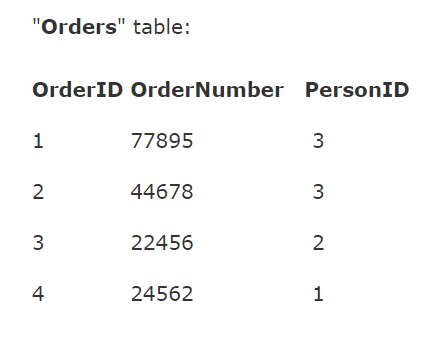 "Orders" table:
OrderID OrderNumber PersonID
1 77895 3
2 44678 3
3 22456 2
4 24562 1